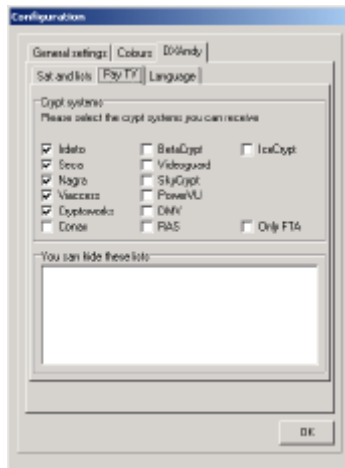 Configuration
General settings Colours DXAndy
Sat and lists Pay TV Language
Crypt systems
Please select the crypt systems you can receive
Irdeto BetaCrypt IceCrypt
Seca Videoguard
Nagra SkyCrypt
Viaccess PowerVU
Cryptoworks DMV
Conax RAS Only FTA
You can hide these lists
OK